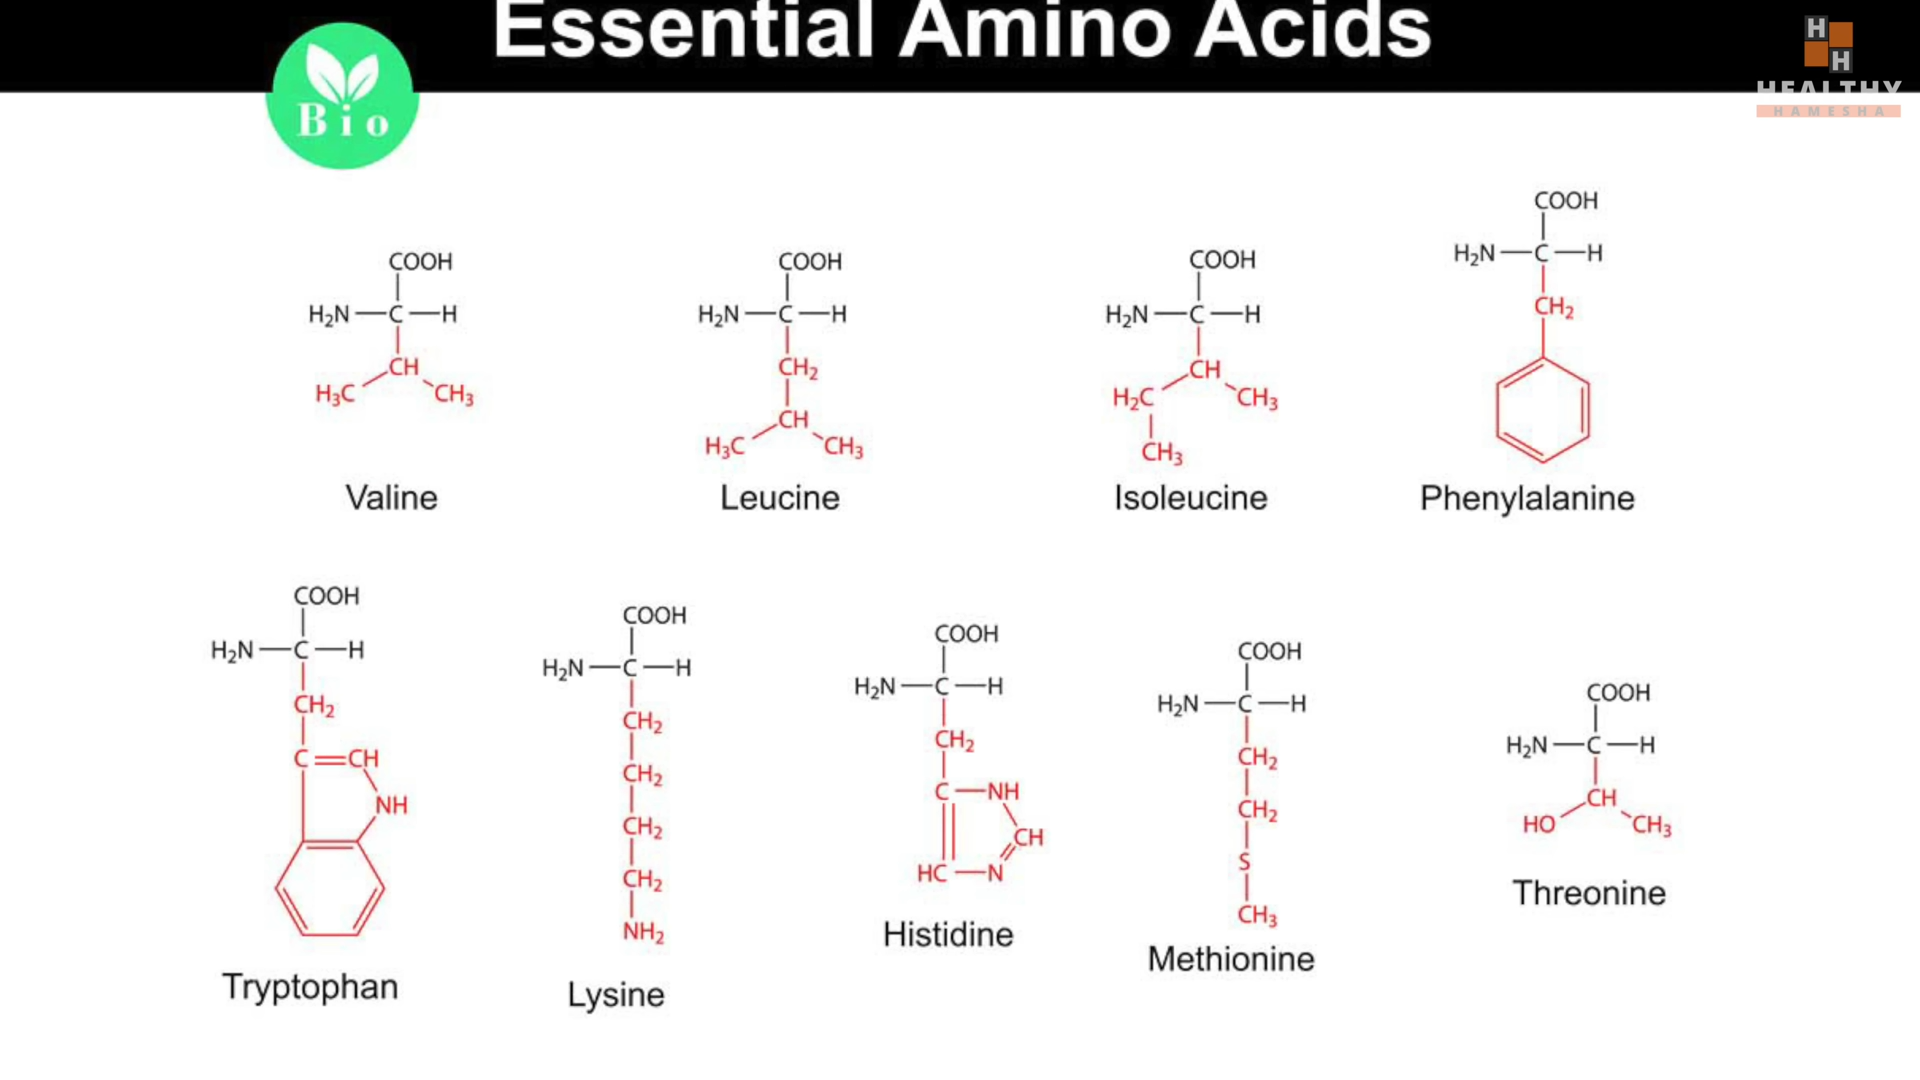 Essential Amino Acids
Bio
H
H
HEALTHY
HAMESHA
COOH
H₂N—C—H
CH
H₃C CH₃
Valine
COOH
H₂N—C—H
CH₂
CH
H₃C CH₃
Leucine
COOH
H₂N—C—H
CH
H₂C CH₃
CH₃
Isoleucine
COOH
H₂N—C—H
CH₂
Phenylalanine
COOH
H₂N—C—H
CH₂
C=CH
NH
Tryptophan
COOH
H₂N—C—H
CH₂
CH₂
CH₂
CH₂
NH₂
Lysine
COOH
H₂N—C—H
CH₂
C—NH
CH
HC—N
Histidine
COOH
H₂N—C—H
CH₂
CH₂
S
CH₃
Methionine
COOH
H₂N—C—H
CH
HO CH₃
Threonine